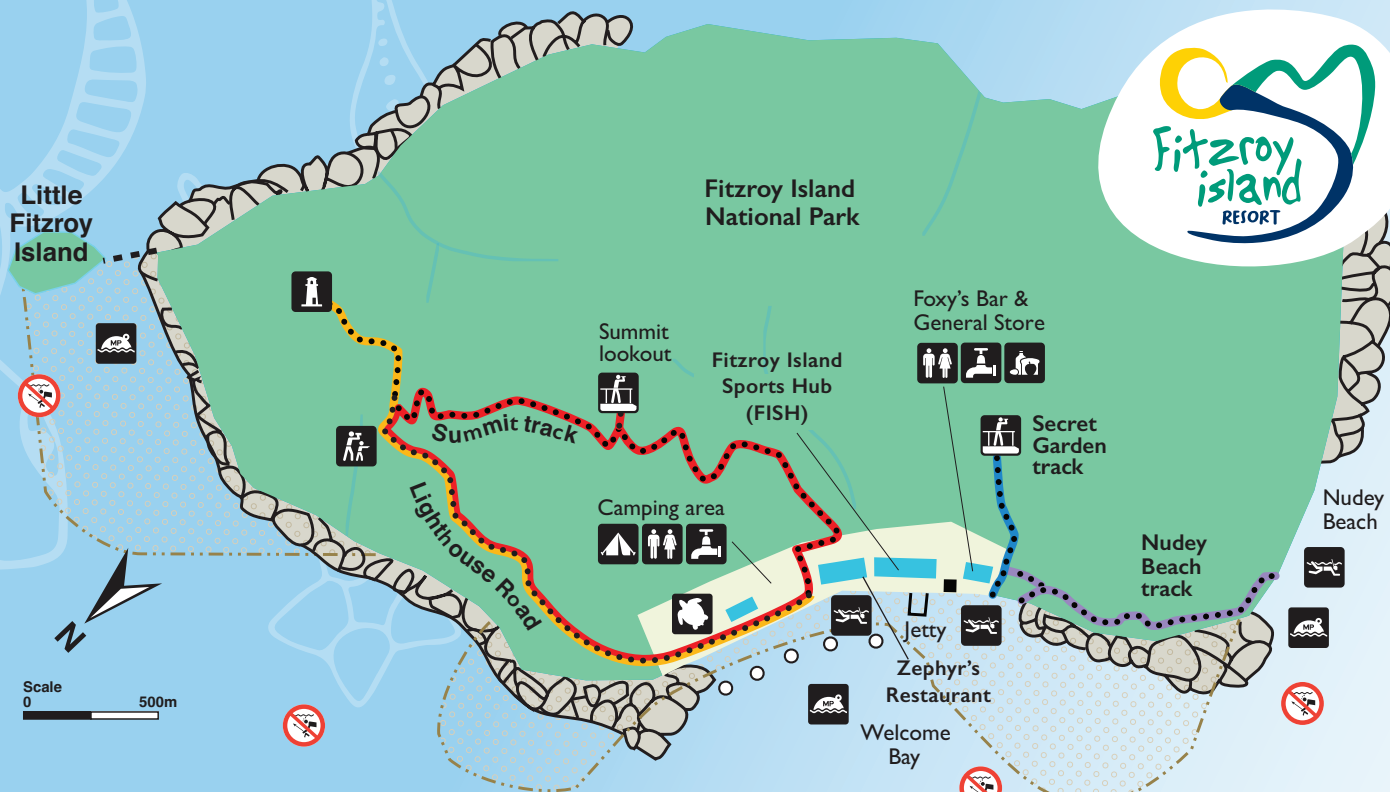 Little
Fitzroy
Island
Fitzroy Island
National Park
Fitzroy
island
RESORT
Foxy's Bar &
General Store
Summit
lookout
Fitzroy Island
Sports Hub
(FISH)
Secret
Garden
track
Summit track
Camping area
Lighthouse Road
Nudey
Beach
Nudey
Beach
track
Jetty
Zephyr's
Restaurant
Welcome
Bay
MP
MP
MP
N
Scale
0 500m